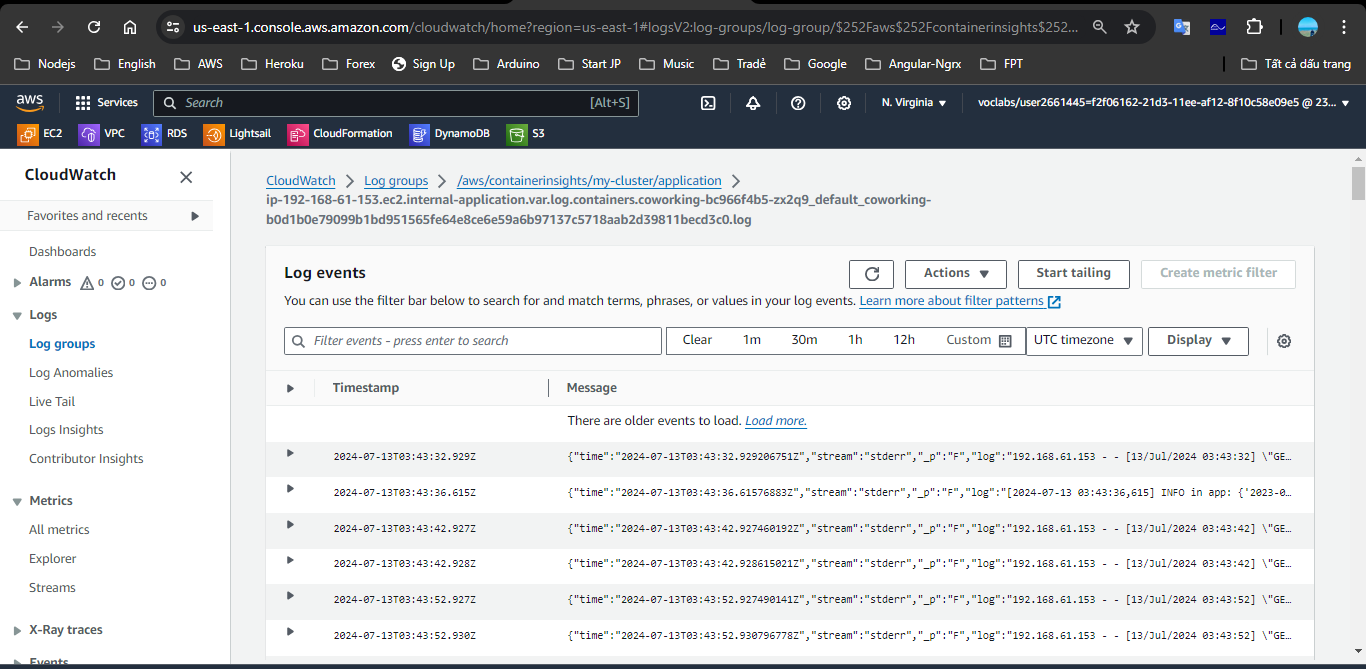 us-east-1.console.aws.amazon.com/cloudwatch/home?region=us-east-1#logsV2:log-groups/log-group/$252Faws$252Fcontainerinsights$252...
Nodejs English AWS Heroku Forex Sign Up Arduino Start JP Music Tradẻ Google Angular-Ngrx FPT Tất cả dấu trang
aws Services Search [Alt+S] N. Virginia voclabs/user2661445=f2f06162-21d3-11ee-af12-8f10c58e09e5 @ 23...
EC2 VPC RDS Lightsail CloudFormation DynamoDB S3
CloudWatch
Favorites and recents
Dashboards
Alarms 0 0 0
Logs
Log groups
Log Anomalies
Live Tail
Logs Insights
Contributor Insights
Metrics
All metrics
Explorer
Streams
X-Ray traces
Events
CloudWatch Log groups /aws/containerinsights/my-cluster/application
ip-192-168-61-153.ec2.internal-application.var.log.containers.coworking-bc966f4b5-zx2q9_default_coworking-
b0d1b0e79099b1bd951565fe64e8ce6e59a6b97137c5718aab2d39811becd3c0.log
Log events
Actions Start tailing Create metric filter
You can use the filter bar below to search for and match terms, phrases, or values in your log events. Learn more about filter patterns
Filter events - press enter to search Clear 1m 30m 1h 12h Custom UTC timezone Display
Timestamp Message
There are older events to load. Load more.
2024-07-13T03:43:32.929Z {"time":"2024-07-13T03:43:32.929206751Z","stream":"stderr","_p":"F","log":"192.168.61.153 - - [13/Jul/2024 03:43:32] \"GE…
2024-07-13T03:43:36.615Z {"time":"2024-07-13T03:43:36.61576883Z","stream":"stderr","_p":"F","log":"[2024-07-13 03:43:36,615] INFO in app: {'2023-0…
2024-07-13T03:43:42.927Z {"time":"2024-07-13T03:43:42.927460192Z","stream":"stderr","_p":"F","log":"192.168.61.153 - - [13/Jul/2024 03:43:42] \"GE…
2024-07-13T03:43:42.928Z {"time":"2024-07-13T03:43:42.928615021Z","stream":"stderr","_p":"F","log":"192.168.61.153 - - [13/Jul/2024 03:43:42] \"GE…
2024-07-13T03:43:52.927Z {"time":"2024-07-13T03:43:52.927490141Z","stream":"stderr","_p":"F","log":"192.168.61.153 - - [13/Jul/2024 03:43:52] \"GE…
2024-07-13T03:43:52.930Z {"time":"2024-07-13T03:43:52.930796778Z","stream":"stderr","_p":"F","log":"192.168.61.153 - - [13/Jul/2024 03:43:52] \"GE…